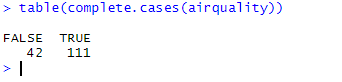 > table(complete.cases(airquality))
FALSE  TRUE
   42   111
>